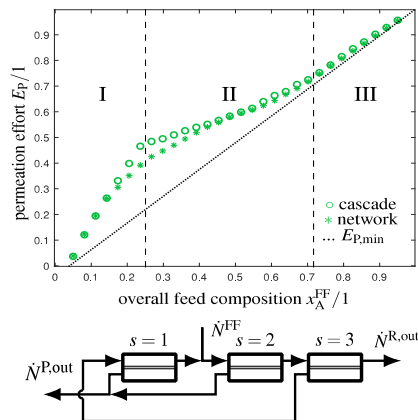 permeation effort E_P/1
0.9
0.8
0.7
0.6
0.5
0.4
0.3
0.2
0.1
0
I
II
III
cascade
network
E_P,min
0
0.1
0.2
0.3
0.4
0.5
0.6
0.7
0.8
0.9
overall feed composition x_A^FF/1
Ṅ^FF
s = 1
s = 2
s = 3
Ṅ^R,out
Ṅ^P,out